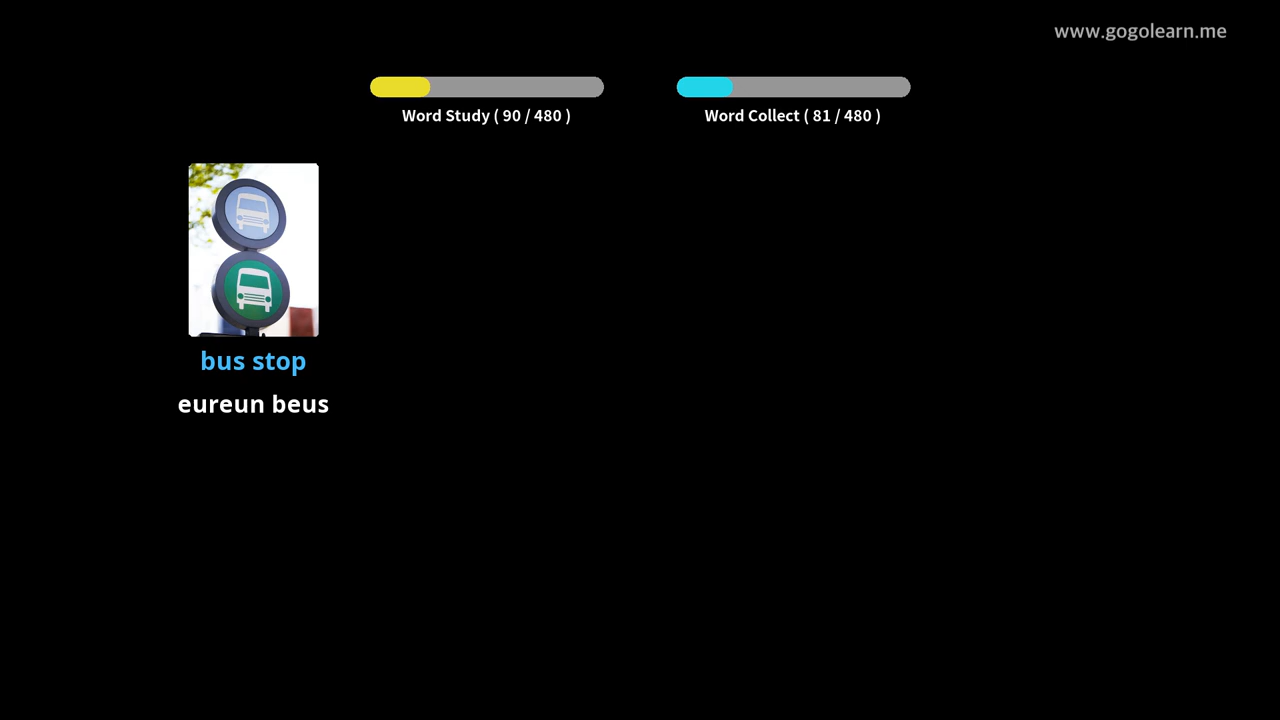 www.gogolearn.me
Word Study ( 90 / 480 )
Word Collect ( 81 / 480 )
bus stop
eureun beus